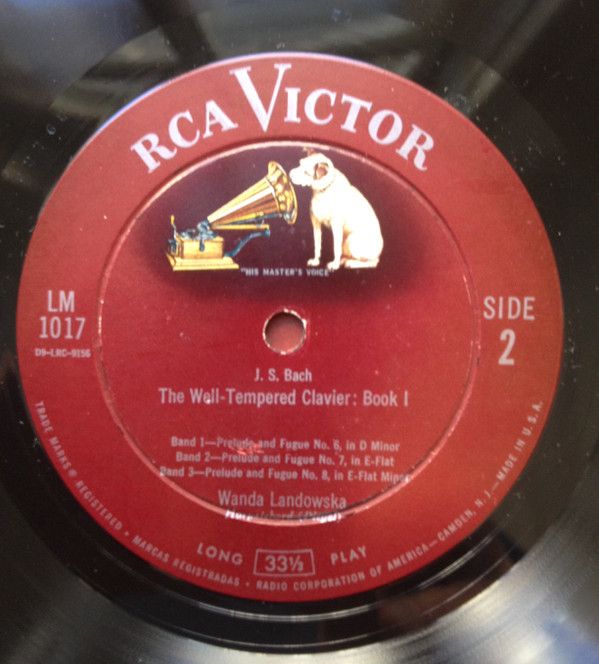 RCA VICTOR
"HIS MASTER'S VOICE"
LM
1017
D9-LRC-9156
SIDE
2
J. S. Bach
The Well-Tempered Clavier: Book I
Band 1—Prelude and Fugue No. 6, in D Minor
Band 2—Prelude and Fugue No. 7, in E-Flat
Band 3—Prelude and Fugue No. 8, in E-Flat Minor
Wanda Landowska
Harpsichord (Pleyel)
LONG 33⅓ PLAY
TRADE MARKS ® REGISTERED • MARCAS REGISTRADAS • RADIO CORPORATION OF AMERICA—CAMDEN, N. J.—MADE IN U.S.A.